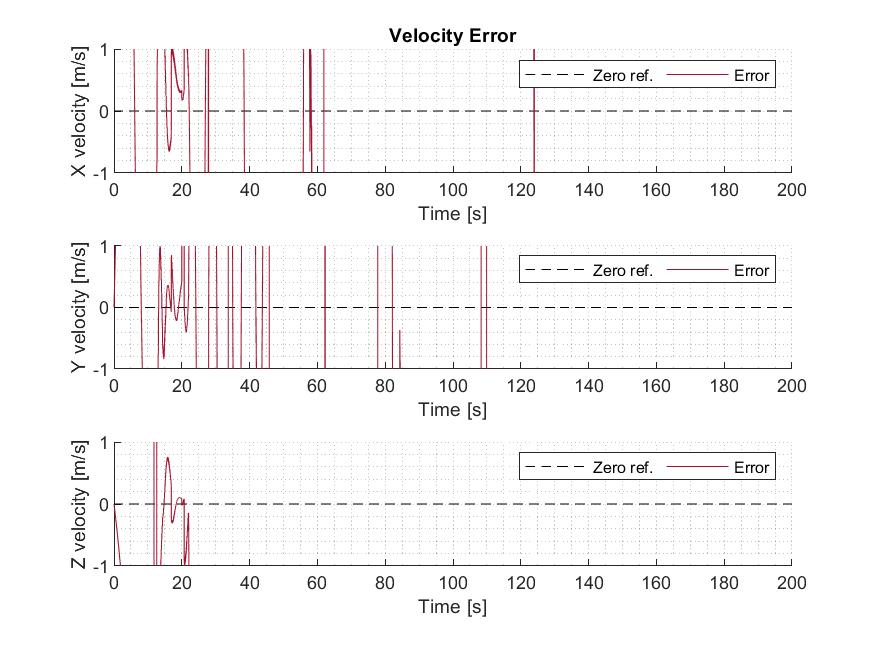 Velocity Error
X velocity [m/s]
1
0
-1
Zero ref. Error
0 20 40 60 80 100 120 140 160 180 200
Time [s]
Y velocity [m/s]
1
0
-1
Zero ref. Error
0 20 40 60 80 100 120 140 160 180 200
Time [s]
Z velocity [m/s]
1
0
-1
Zero ref. Error
0 20 40 60 80 100 120 140 160 180 200
Time [s]